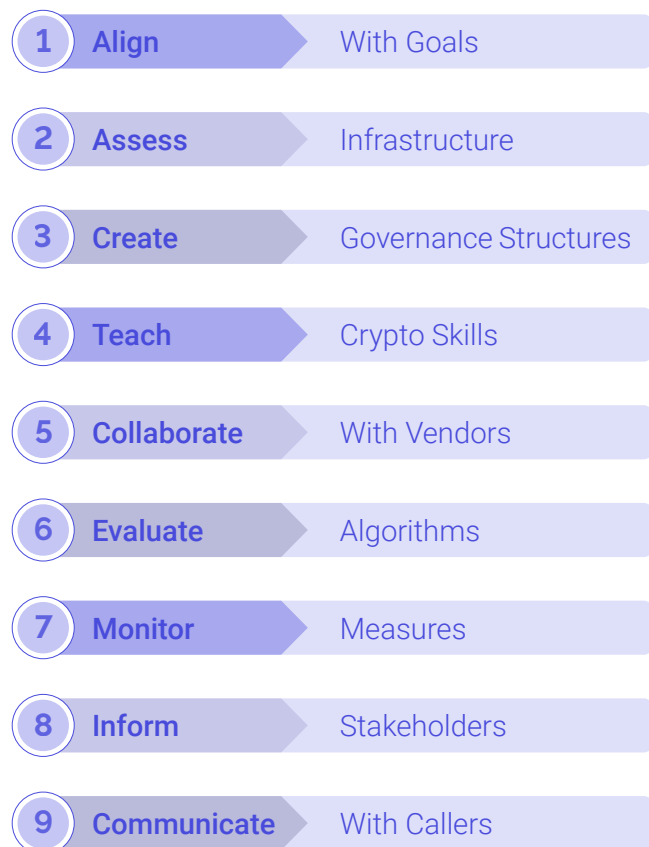 1 Align With Goals
2 Assess Infrastructure
3 Create Governance Structures
4 Teach Crypto Skills
5 Collaborate With Vendors
6 Evaluate Algorithms
7 Monitor Measures
8 Inform Stakeholders
9 Communicate With Callers